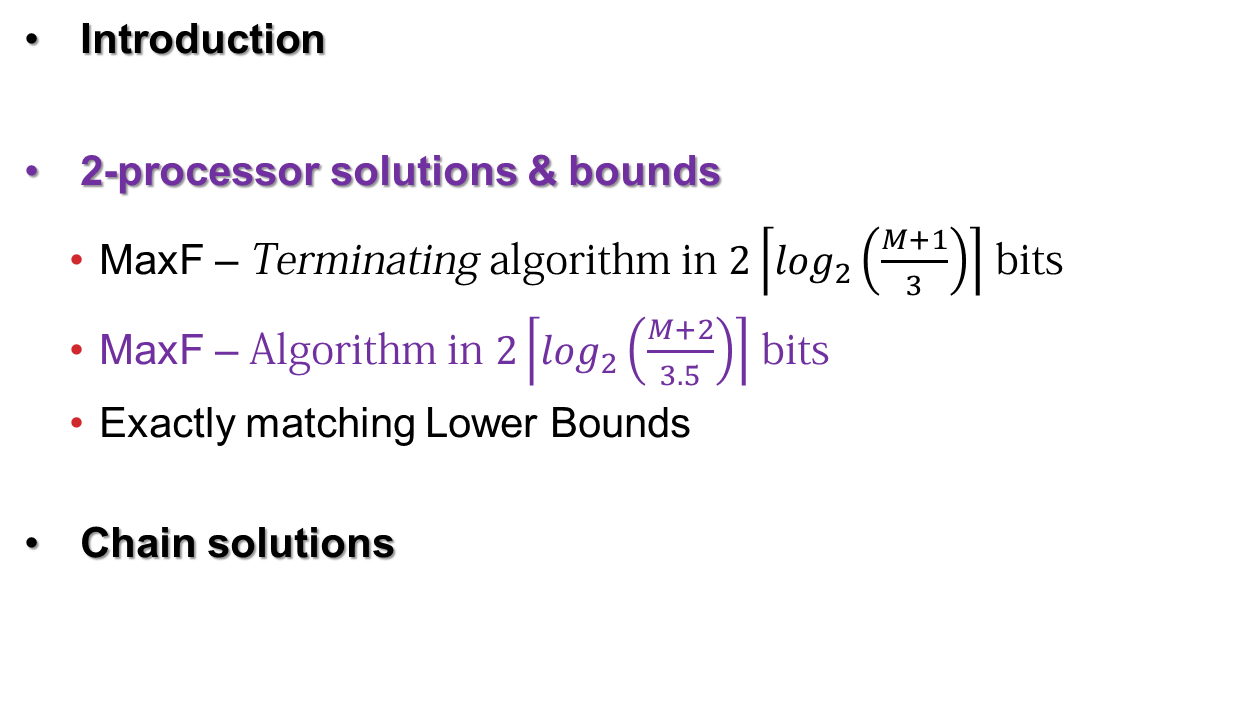 • Introduction
• 2-processor solutions & bounds
• MaxF – Terminating algorithm in 2 ⌈log₂ ((M+1)/3)⌉ bits
• MaxF – Algorithm in 2 ⌈log₂ ((M+2)/3.5)⌉ bits
• Exactly matching Lower Bounds
• Chain solutions